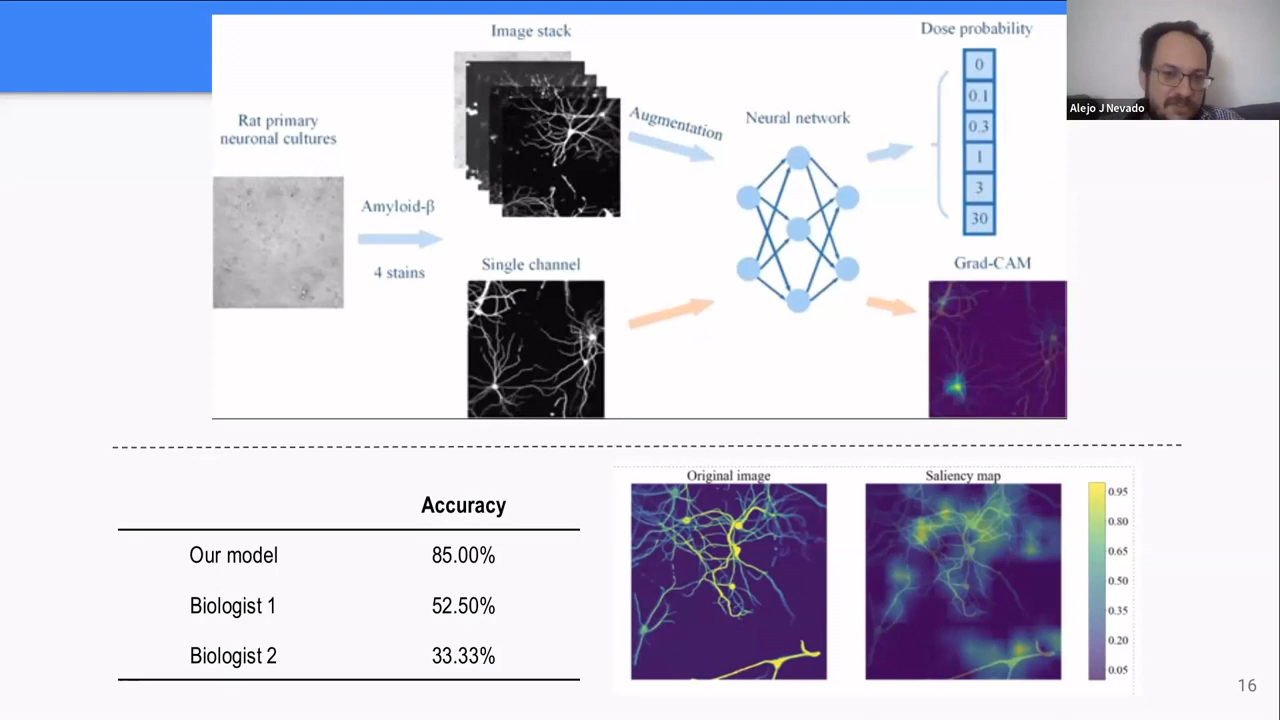 Image stack
Dose probability
Alejo J Nevado
Rat primary
neuronal cultures
Augmentation
Neural network
0
0.1
0.3
1
3
30
Amyloid-β
4 stains
Single channel
Grad-CAM
Accuracy
Our model 85.00%
Biologist 1 52.50%
Biologist 2 33.33%
Original image
Saliency map
0.95
0.80
0.65
0.50
0.35
0.20
0.05
16